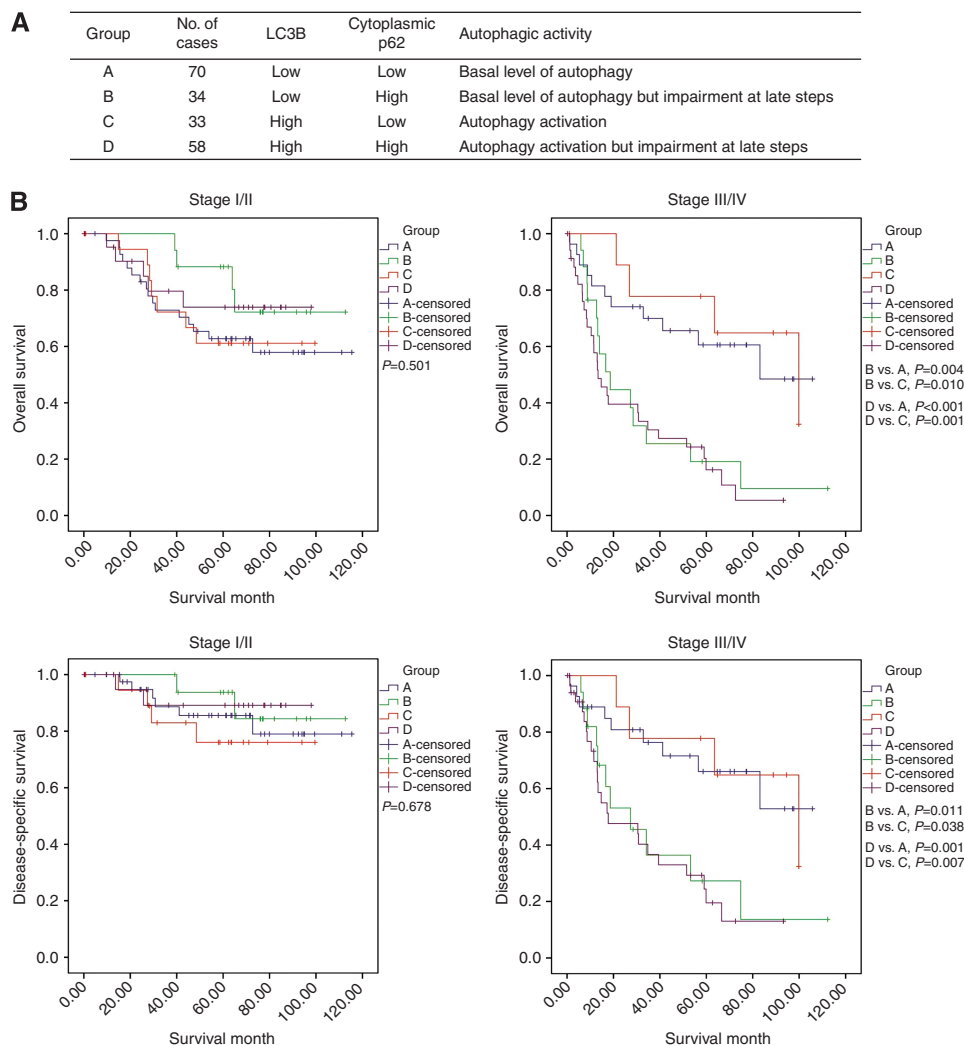 A
Group No. of cases LC3B Cytoplasmic p62 Autophagic activity
A 70 Low Low Basal level of autophagy
B 34 Low High Basal level of autophagy but impairment at late steps
C 33 High Low Autophagy activation
D 58 High High Autophagy activation but impairment at late steps
B
Stage I/II
Overall survival
1.0
0.8
0.6
0.4
0.2
0.0
0.00 20.00 40.00 60.00 80.00 100.00 120.00
Survival month
Group
A
B
C
D
A-censored
B-censored
C-censored
D-censored
P=0.501
Stage III/IV
Overall survival
1.0
0.8
0.6
0.4
0.2
0.0
0.00 20.00 40.00 60.00 80.00 100.00 120.00
Survival month
Group
A
B
C
D
A-censored
B-censored
C-censored
D-censored
B vs. A, P=0.004
B vs. C, P=0.010
D vs. A, P<0.001
D vs. C, P=0.001
Stage I/II
Disease-specific survival
1.0
0.8
0.6
0.4
0.2
0.0
0.00 20.00 40.00 60.00 80.00 100.00 120.00
Survival month
Group
A
B
C
D
A-censored
B-censored
C-censored
D-censored
P=0.678
Stage III/IV
Disease-specific survival
1.0
0.8
0.6
0.4
0.2
0.0
0.00 20.00 40.00 60.00 80.00 100.00 120.00
Survival month
Group
A
B
C
D
A-censored
B-censored
C-censored
D-censored
B vs. A, P=0.011
B vs. C, P=0.038
D vs. A, P=0.001
D vs. C, P=0.007